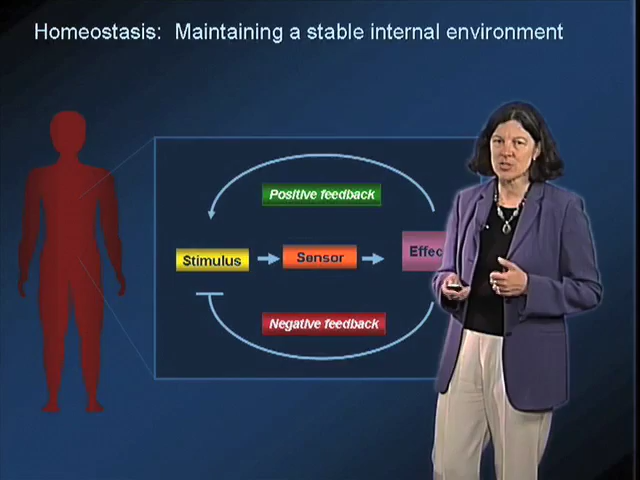 Homeostasis: Maintaining a stable internal environment
Positive feedback
Stimulus
Sensor
Effec
Negative feedback